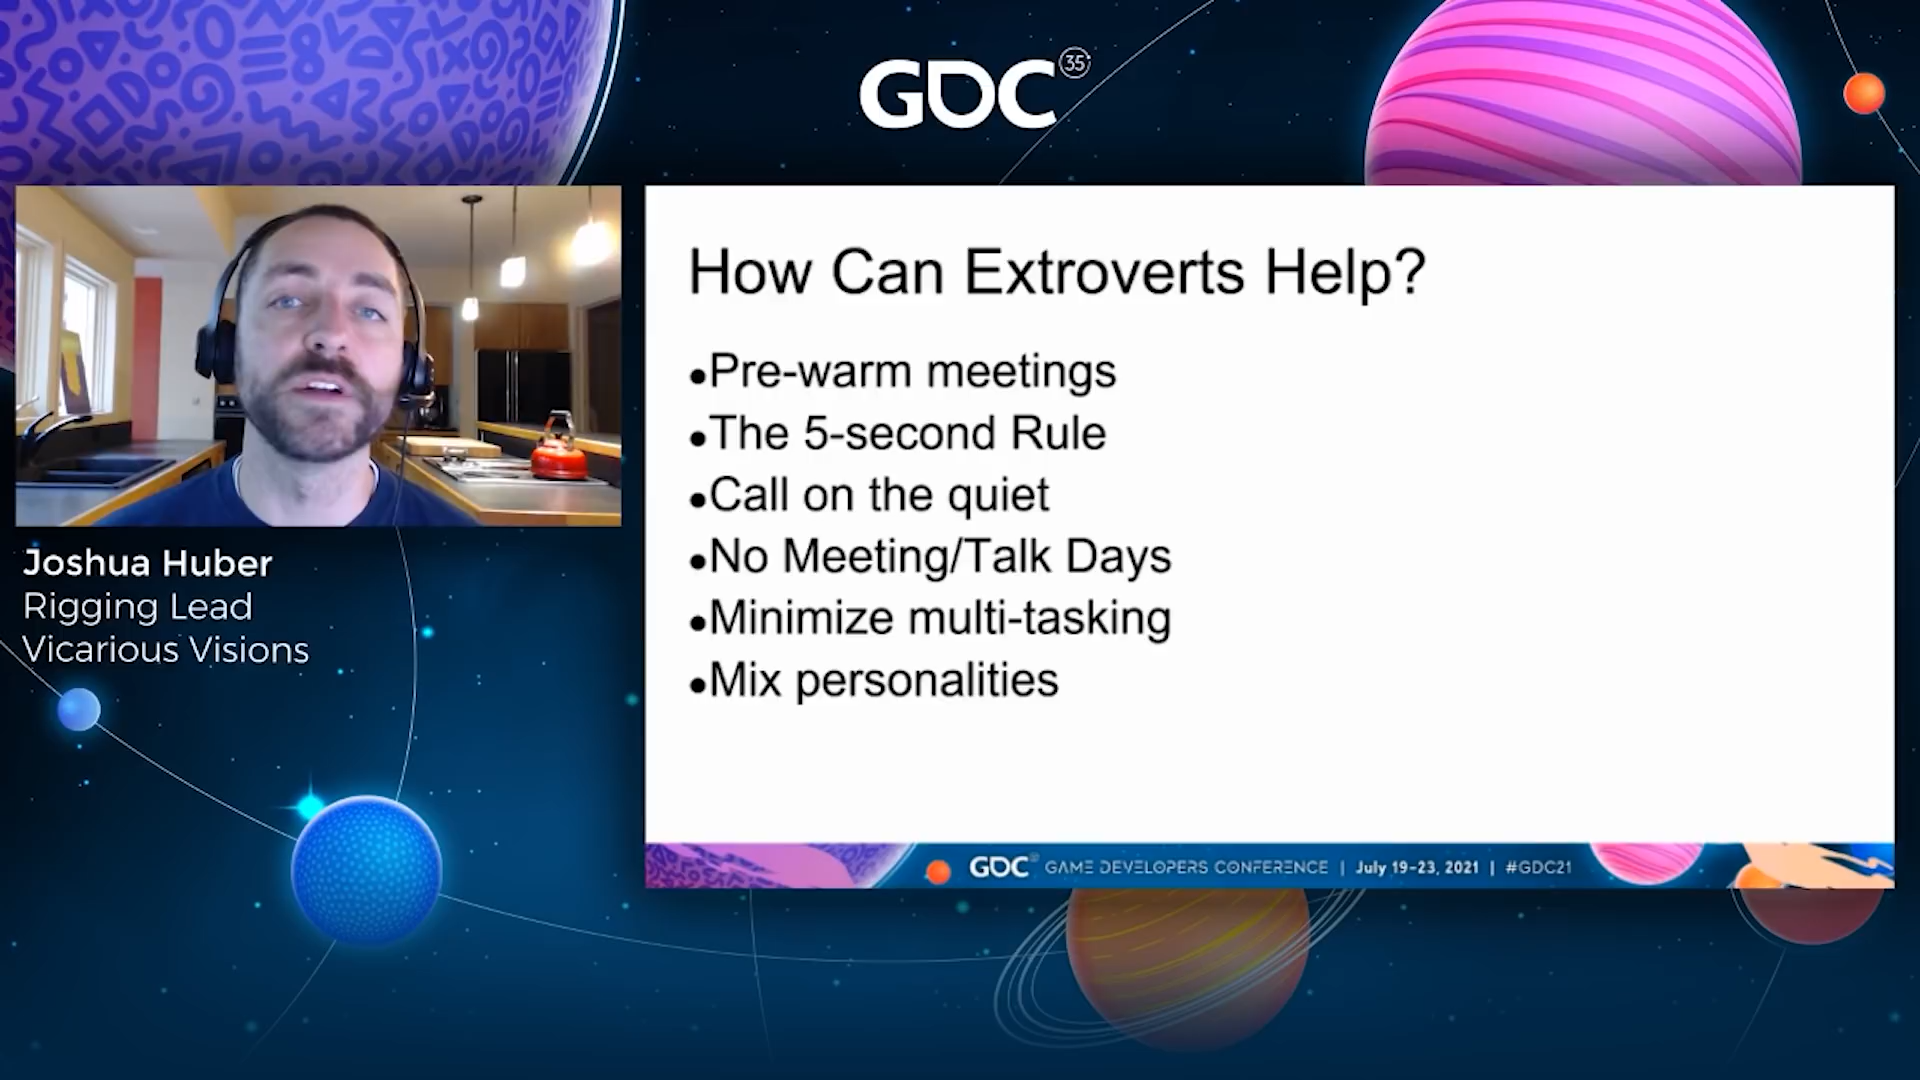 GDC 35
Joshua Huber
Rigging Lead
Vicarious Visions
How Can Extroverts Help?
•Pre-warm meetings
•The 5-second Rule
•Call on the quiet
•No Meeting/Talk Days
•Minimize multi-tasking
•Mix personalities
GDC GAME DEVELOPERS CONFERENCE | July 19-23, 2021 | #GDC21